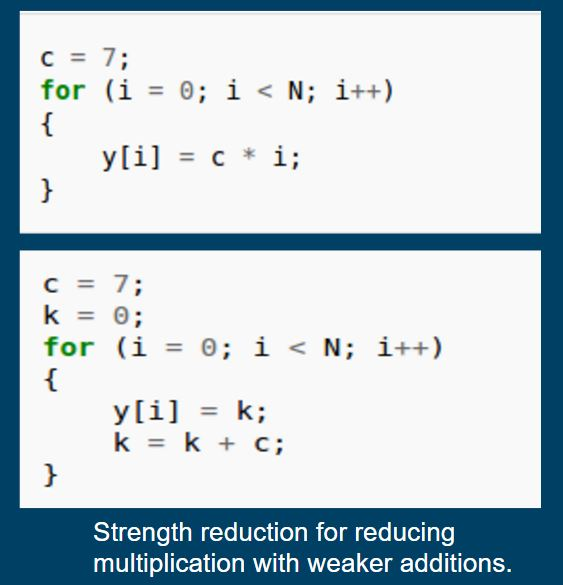 c = 7;
for (i = 0; i < N; i++)
{
    y[i] = c * i;
}
c = 7;
k = 0;
for (i = 0; i < N; i++)
{
    y[i] = k;
    k = k + c;
}
Strength reduction for reducing
multiplication with weaker additions.